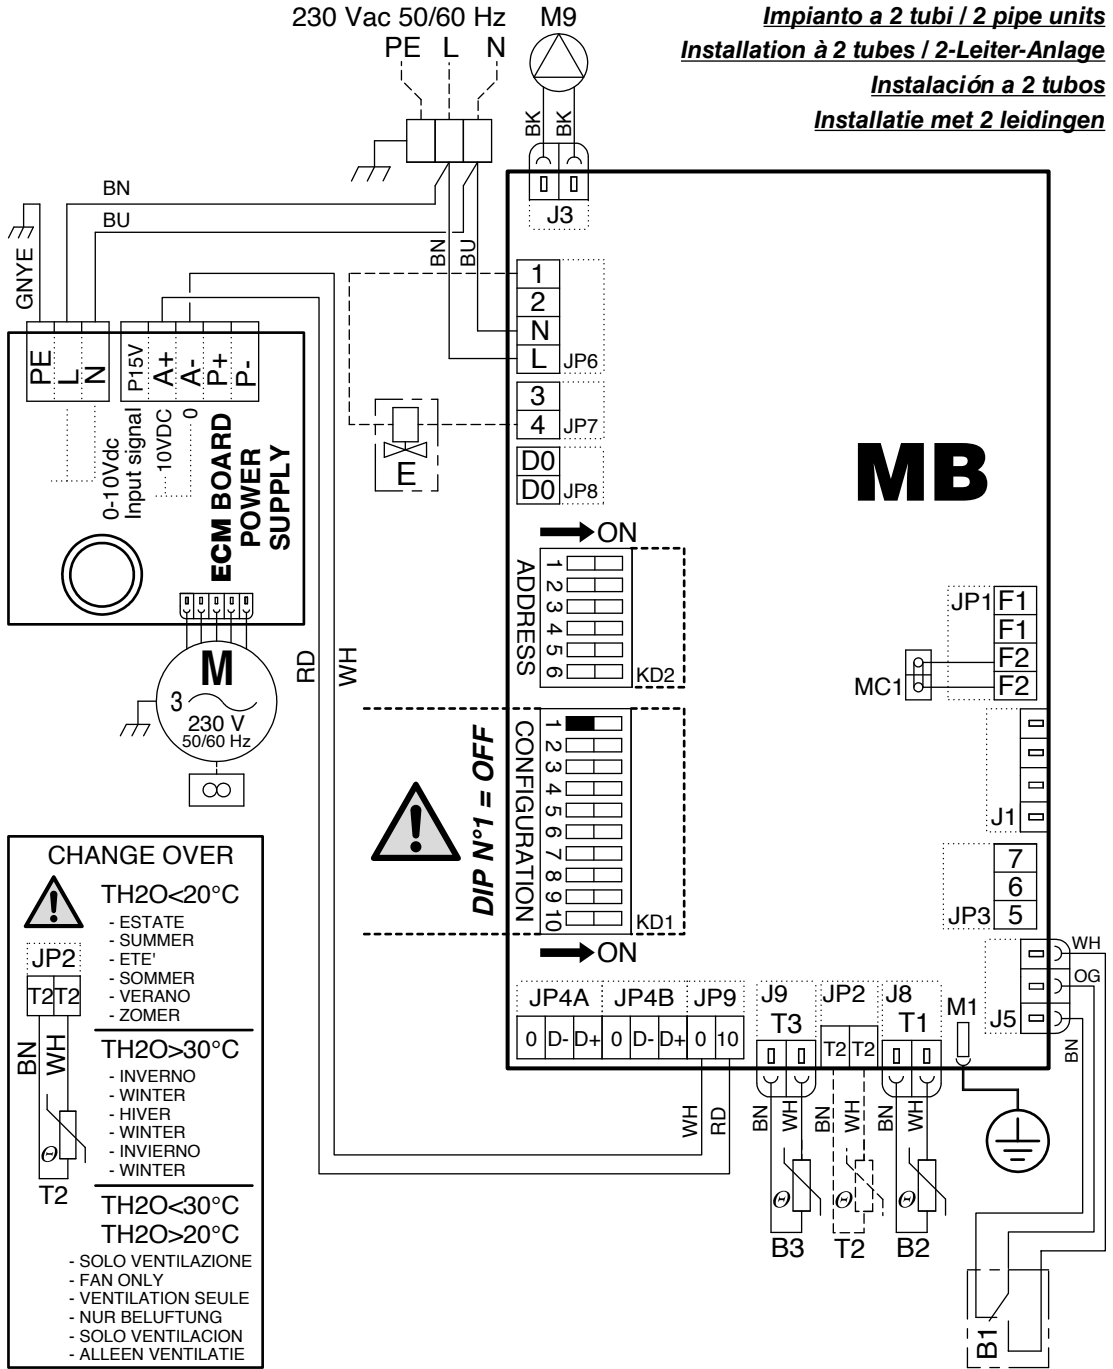 230 Vac 50/60 Hz
PE L N
M9
Impianto a 2 tubi / 2 pipe units
Installation à 2 tubes / 2-Leiter-Anlage
Instalación a 2 tubos
Installatie met 2 leidingen
BK BK
J3
BN
BU
GNYE
BN
BU
1
2
N
L
JP6
3
4
JP7
D0
D0
JP8
E
PE
L
N
P15V
A+
A-
P+
P-
0-10Vdc
Input signal
10VDC
0
ECM BOARD
POWER
SUPPLY
M
3
230 V
50/60 Hz
RD
WH
MB
ON
ADDRESS
1
2
3
4
5
6
KD2
DIP N°1 = OFF
CONFIGURATION
1
2
3
4
5
6
7
8
9
10
KD1
ON
JP1
F1
F1
F2
F2
MC1
J1
7
6
5
JP3
J5
WH
OG
BN
JP4A JP4B JP9
0 D- D+ 0 D- D+ 0 10
J9
T3
JP2
T2 T2
J8
T1
M1
WH RD
BN WH
BN WH
BN WH
Θ Θ Θ
B3 T2 B2
B1
CHANGE OVER
TH2O<20°C
- ESTATE
- SUMMER
- ETE'
- SOMMER
- VERANO
- ZOMER
JP2
T2 T2
BN WH
Θ
T2
TH2O>30°C
- INVERNO
- WINTER
- HIVER
- WINTER
- INVIERNO
- WINTER
TH2O<30°C
TH2O>20°C
- SOLO VENTILAZIONE
- FAN ONLY
- VENTILATION SEULE
- NUR BELUFTUNG
- SOLO VENTILACION
- ALLEEN VENTILATIE